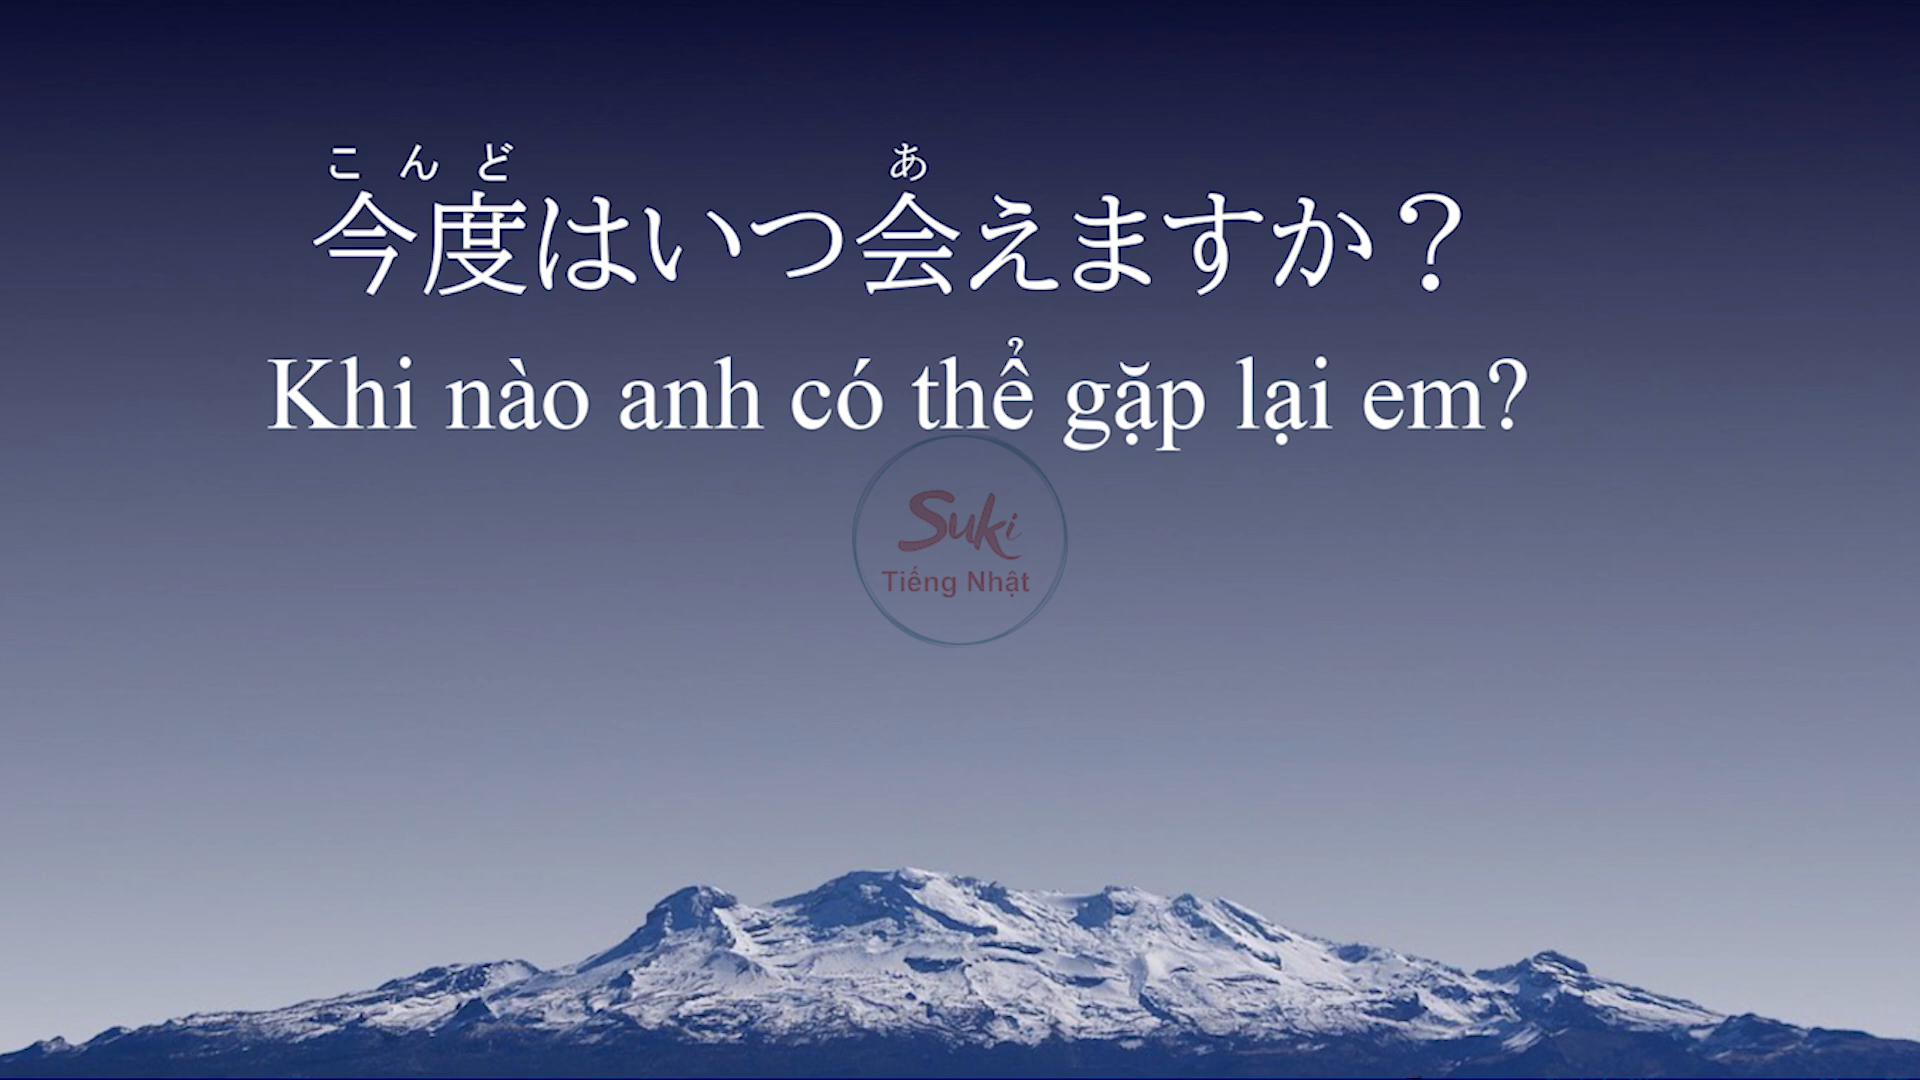 こんど あ
今度はいつ会えますか？
Khi nào anh có thể gặp lại em?
Suki
Tiếng Nhật